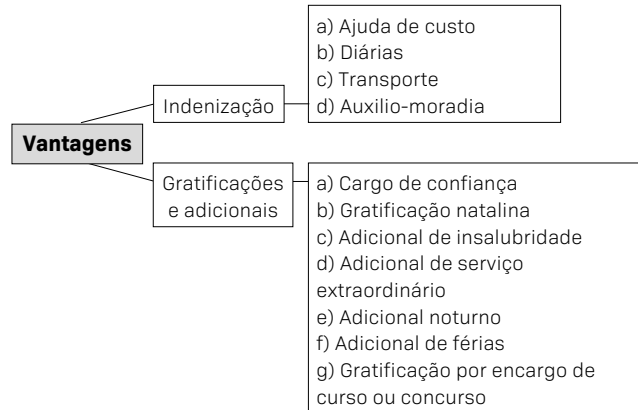 a) Ajuda de custo
b) Diárias
c) Transporte
d) Auxilio-moradia
Indenização
Vantagens
Gratificações
e adicionais
a) Cargo de confiança
b) Gratificação natalina
c) Adicional de insalubridade
d) Adicional de serviço
extraordinário
e) Adicional noturno
f) Adicional de férias
g) Gratificação por encargo de
curso ou concurso